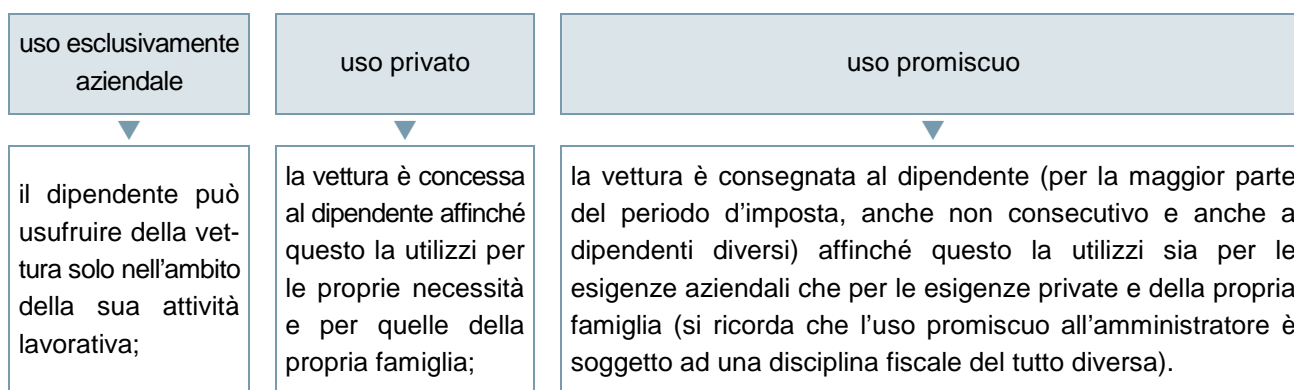 uso esclusivamente
aziendale
uso privato
uso promiscuo
il dipendente può
usufruire della vet-
tura solo nell'ambito
della sua attività
lavorativa;
la vettura è concessa
al dipendente affinché
questo la utilizzi per
le proprie necessità
e per quelle della
propria famiglia;
la vettura è consegnata al dipendente (per la maggior parte
del periodo d'imposta, anche non consecutivo e anche a
dipendenti diversi) affinché questo la utilizzi sia per le
esigenze aziendali che per le esigenze private e della propria
famiglia (si ricorda che l'uso promiscuo all'amministratore è
soggetto ad una disciplina fiscale del tutto diversa).